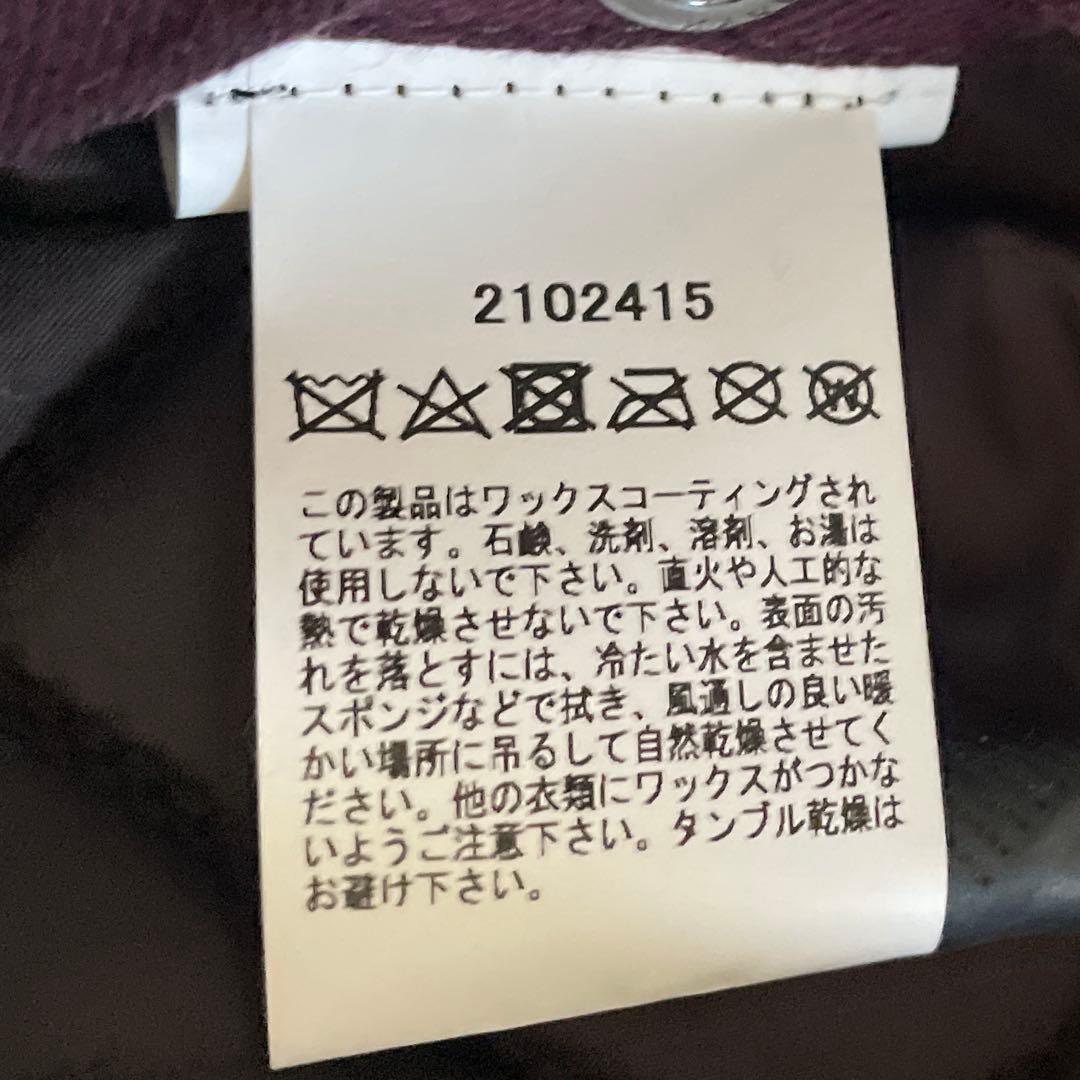 2102415
この製品はワックスコーティングされ
ています。石鹸、洗剤、溶剤、お湯は
使用しないで下さい。直火や人工的な
熱で乾燥させないで下さい。表面の汚
れを落とすには、冷たい水を含ませた
スポンジなどで拭き、風通しの良い暖
かい場所に吊るして自然乾燥させてく
ださい。他の衣類にワックスがつかな
いようご注意下さい。タンブル乾燥は
お避け下さい。